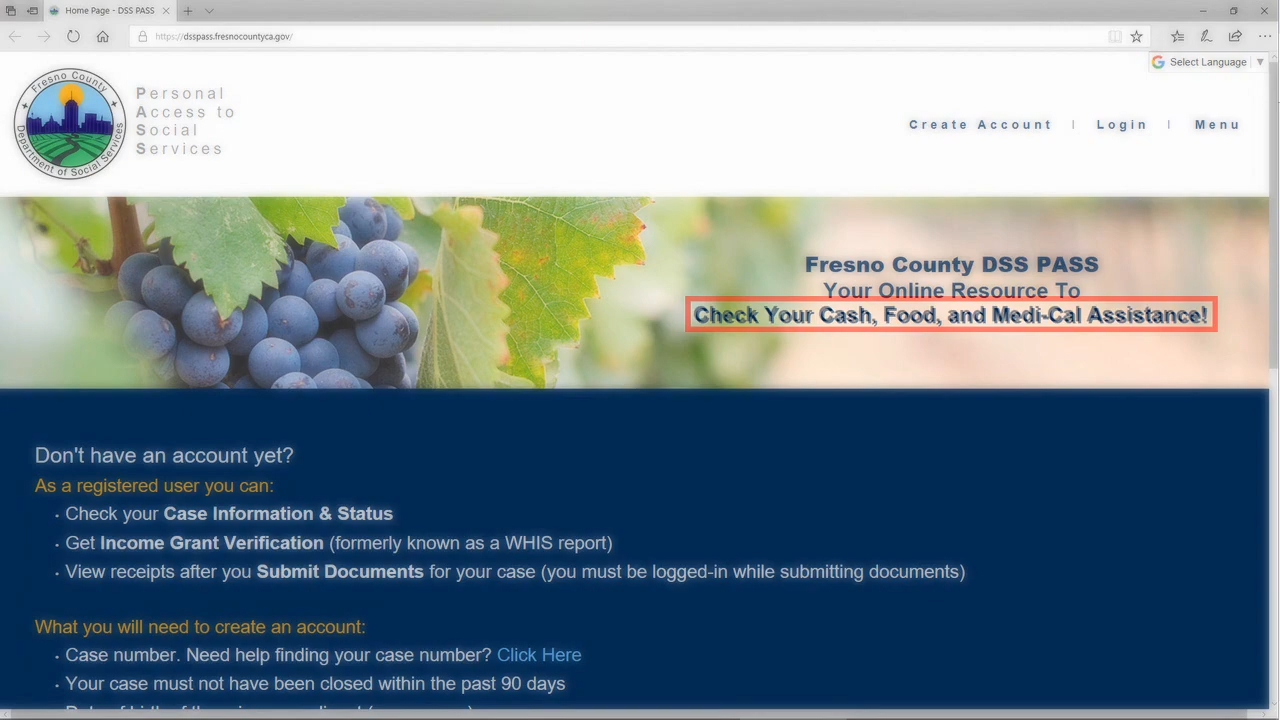 Home Page - DSS PASS
https://dsspass.fresnocountyca.gov/
Select Language
Fresno County
Department of Social Services
Personal
Access to
Social
Services
Create Account | Login | Menu
Fresno County DSS PASS
Your Online Resource To
Check Your Cash, Food, and Medi-Cal Assistance!
Don't have an account yet?
As a registered user you can:
· Check your Case Information & Status
· Get Income Grant Verification (formerly known as a WHIS report)
· View receipts after you Submit Documents for your case (you must be logged-in while submitting documents)
What you will need to create an account:
· Case number. Need help finding your case number? Click Here
· Your case must not have been closed within the past 90 days